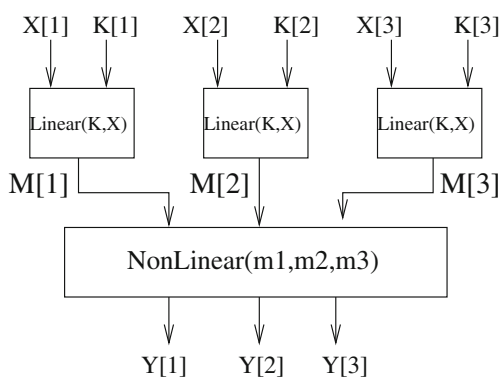 X[1] K[1] X[2] K[2] X[3] K[3]
Linear(K,X) Linear(K,X) Linear(K,X)
M[1] M[2] M[3]
NonLinear(m1,m2,m3)
Y[1] Y[2] Y[3]